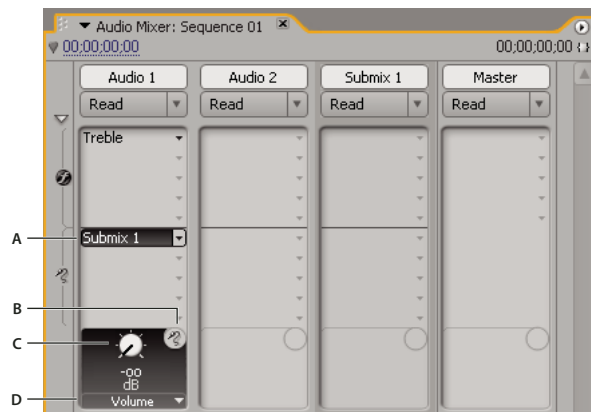 Audio Mixer: Sequence 01
00;00;00;00 00;00;00;00
Audio 1 Audio 2 Submix 1 Master
Read Read Read Read
Treble
A
Submix 1
B
C
-oo
dB
D
Volume